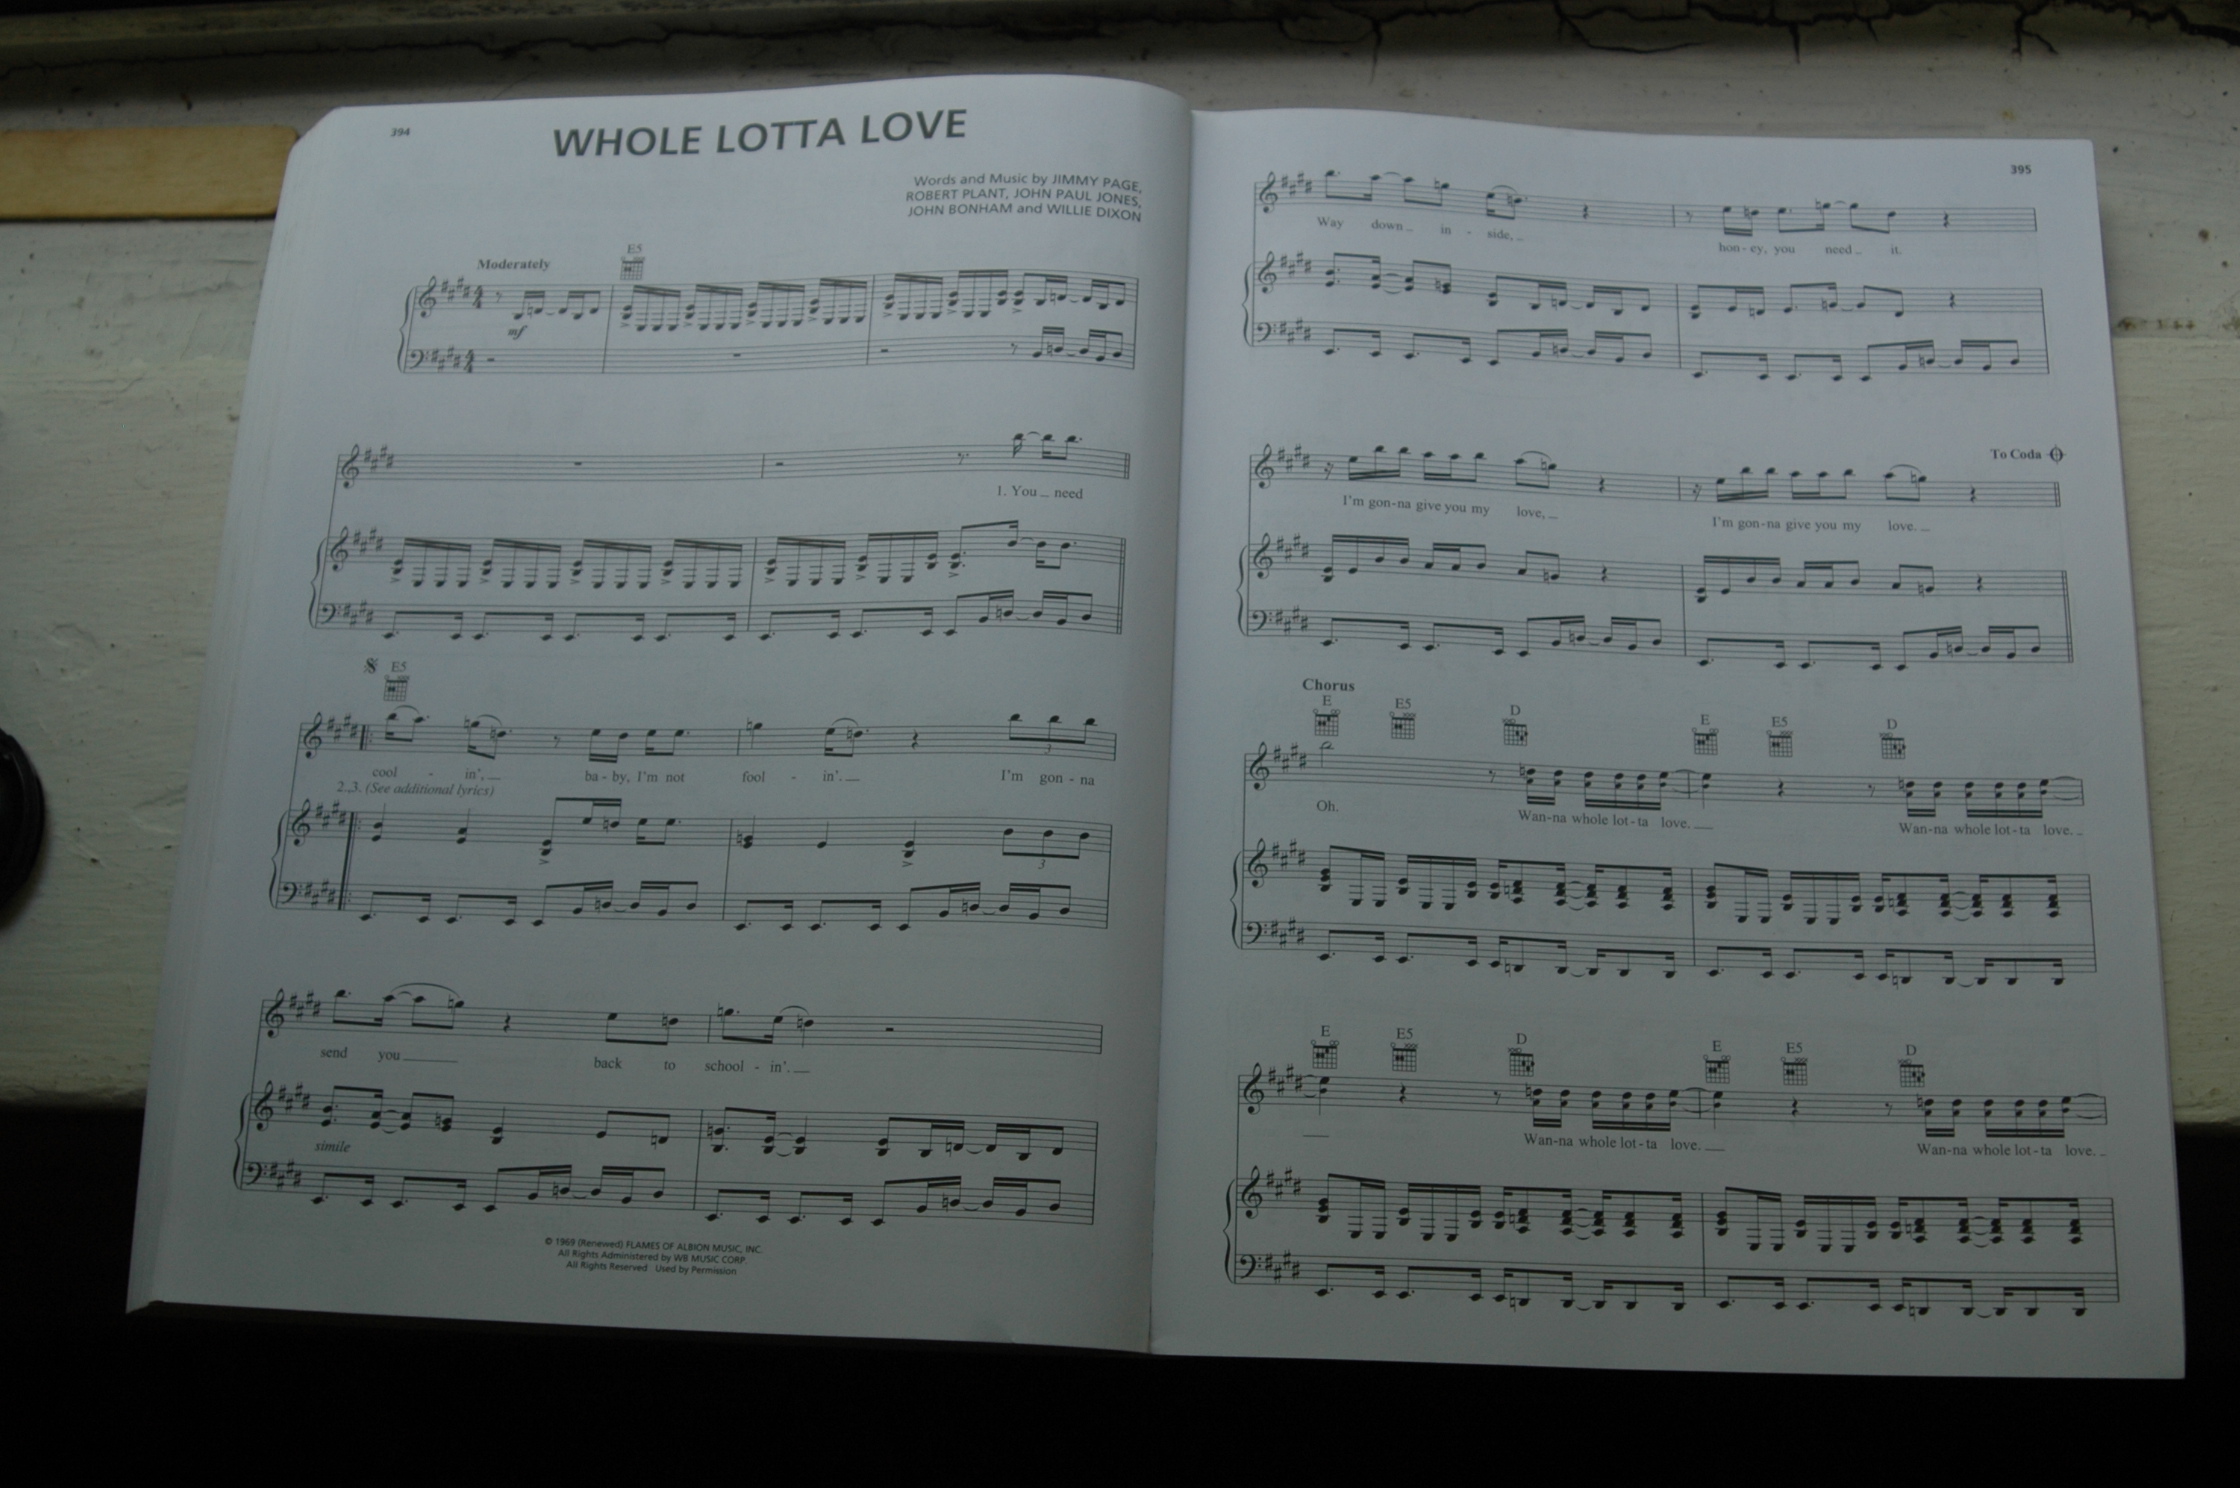 394
WHOLE LOTTA LOVE
Words and Music by JIMMY PAGE,
ROBERT PLANT, JOHN PAUL JONES,
JOHN BONHAM and WILLIE DIXON
Moderately
E5
mf
1. You need
E5
cool - in', ba - by, I'm not fool - in'. I'm gon - na
2.,3. (See additional lyrics)
3
3
send you back to school - in'.
simile
© 1969 (Renewed) FLAMES OF ALBION MUSIC, INC.
All Rights Administered by WB MUSIC CORP.
All Rights Reserved Used by Permission
395
Way down in - side, hon - ey, you need it.
To Coda
I'm gon - na give you my love, I'm gon - na give you my love.
Chorus
E E5 D E E5 D
Oh. Wan - na whole lot - ta love. Wan - na whole lot - ta love.
E E5 D E E5 D
Wan - na whole lot - ta love. Wan - na whole lot - ta love.